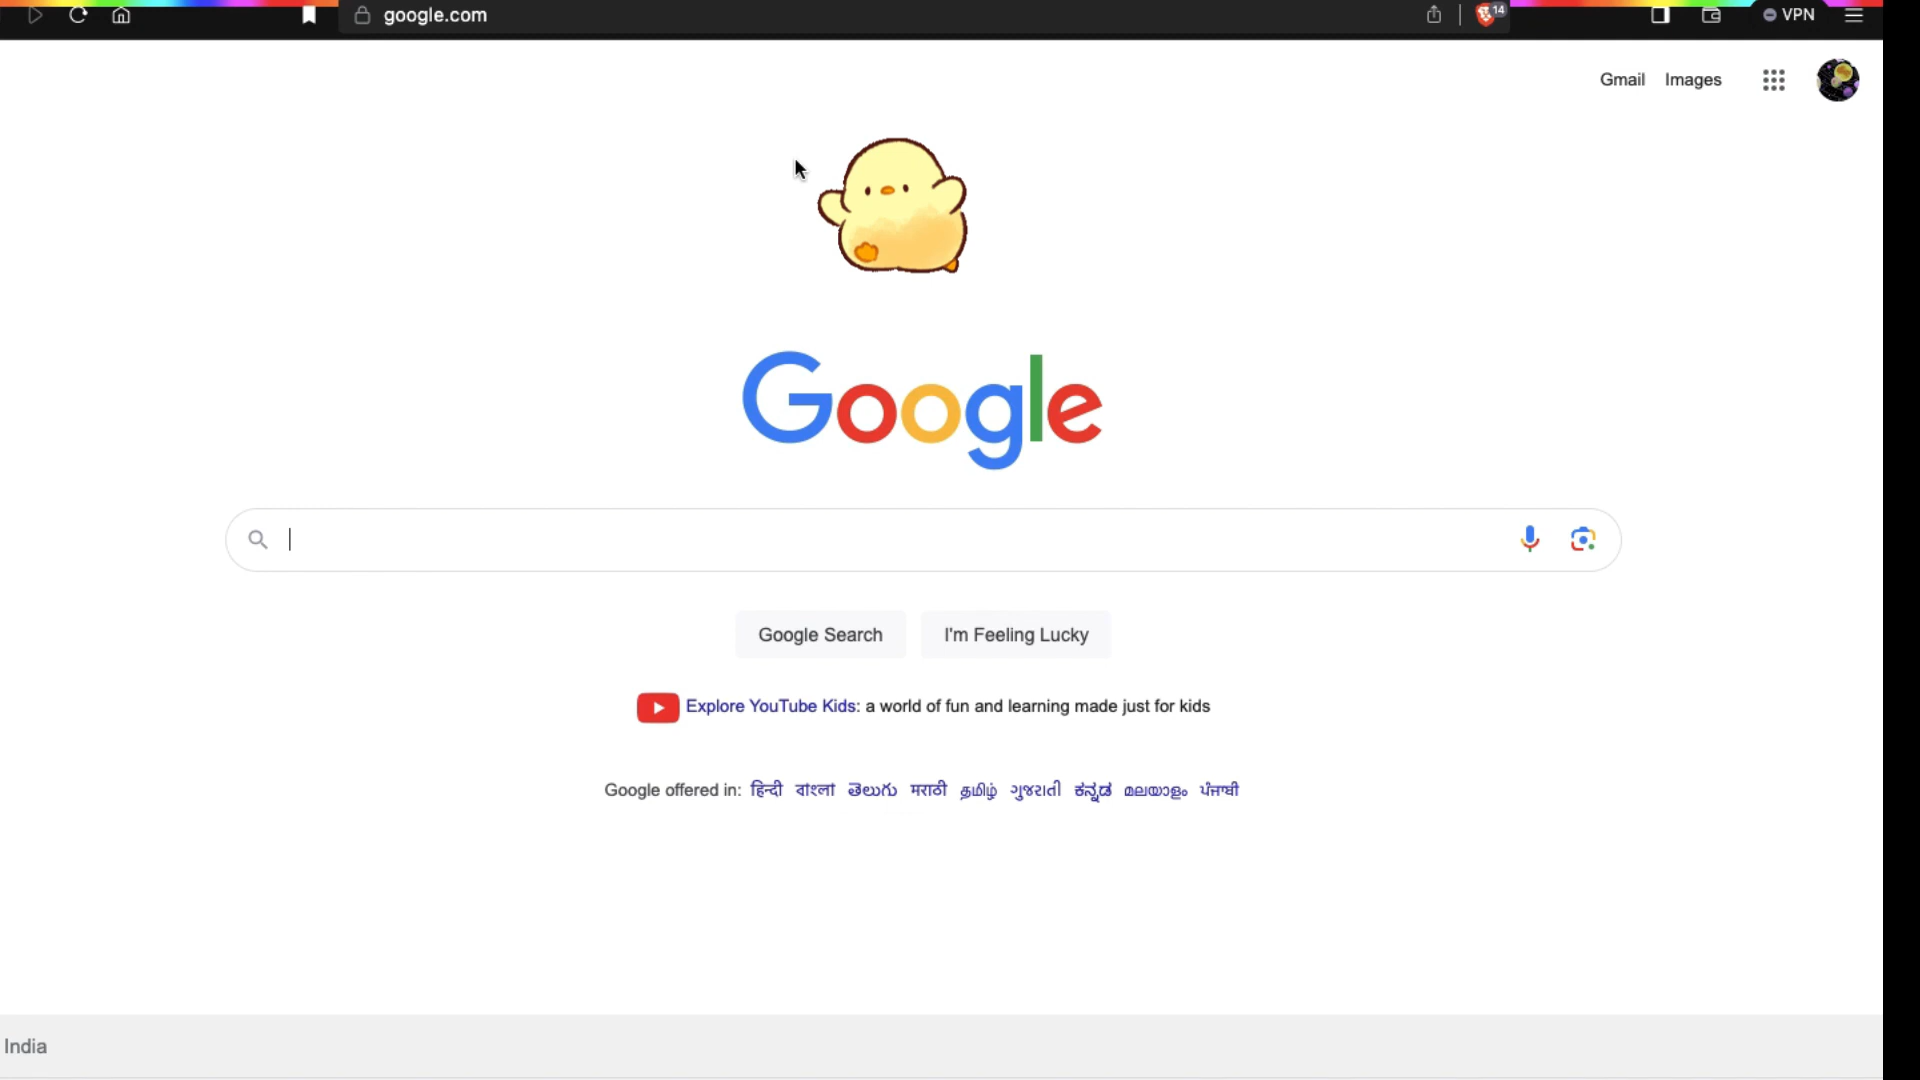 google.com
14
VPN
Gmail Images
Google
Google Search I'm Feeling Lucky
Explore YouTube Kids: a world of fun and learning made just for kids
Google offered in: हिन्दी বাংলা తెలుగు मराठी தமிழ் ગુજરાતી ಕನ್ನಡ മലയാളം ਪੰਜਾਬੀ
India